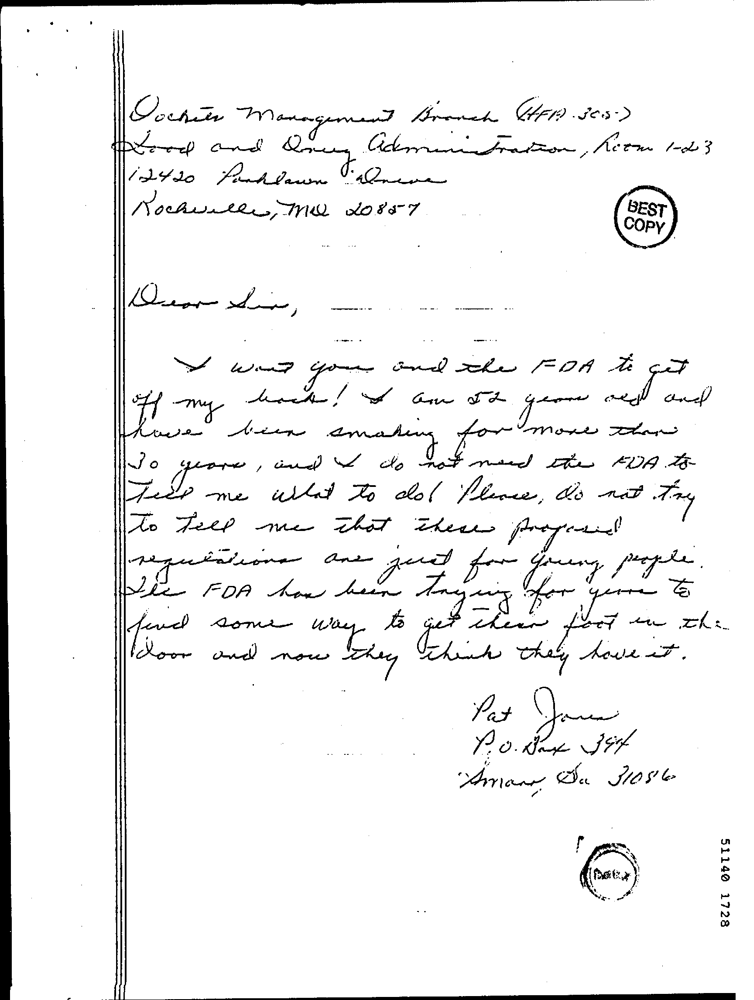 Dockets Management Branch (HFA-305)
Food and Drug Administration, Room 1-23
12420 Parklawn Drive
Rockville, MD 20857
BEST
COPY
Dear Sir,
I want you and the FDA to get
off my back! I am 52 years old and
have been smoking for more than
30 years, and I do not need the FDA to
tell me what to do! Please, do not try
to tell me that these proposed
regulations are just for young people.
The FDA has been trying for years to
find some way to get their foot in the
door and now they think they have it.
Pat Jones
P.O. Box 394
Ga 31086
51140 1728